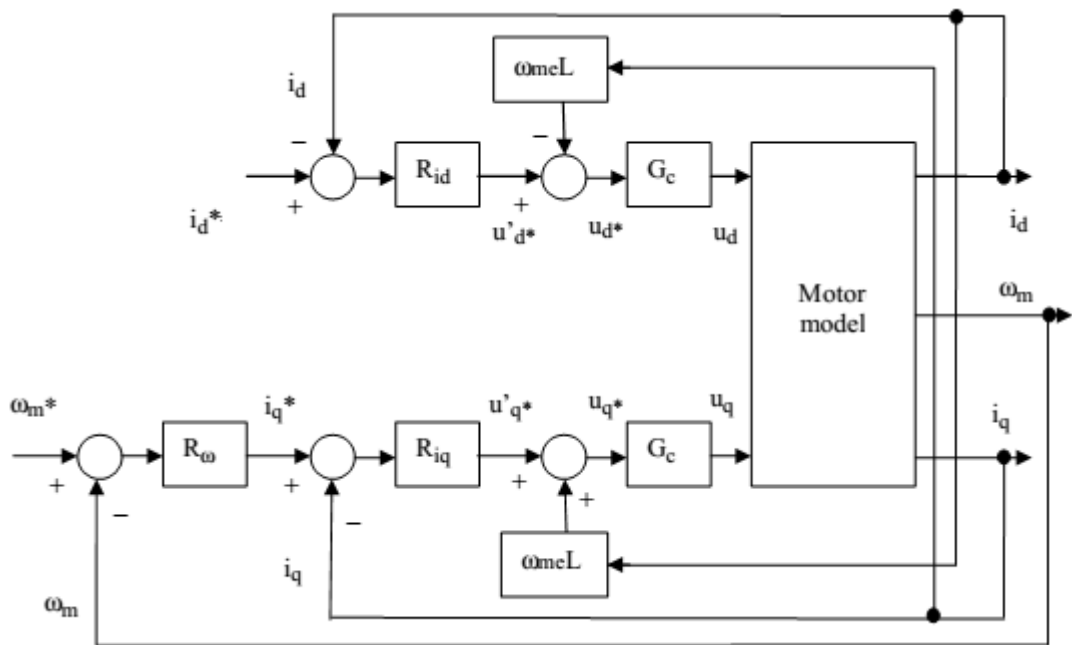 ωmeL
i_d
−
−
R_id
G_c
+
+
i_d*
u'_d*
u_d*
u_d
i_d
Motor
model
ω_m
ω_m*
i_q*
u'_q*
u_q*
u_q
i_q
R_ω
R_iq
G_c
+
+
+
+
−
−
ωmeL
i_q
ω_m